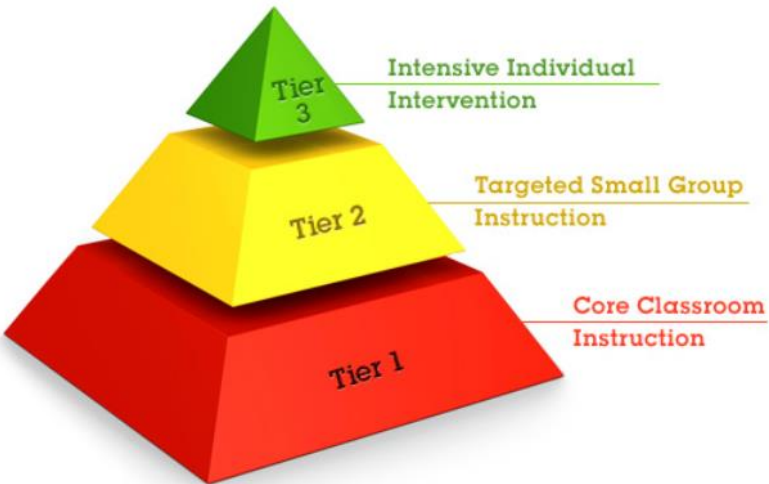 Tier
3
Intensive Individual
Intervention
Tier 2
Targeted Small Group
Instruction
Tier 1
Core Classroom
Instruction